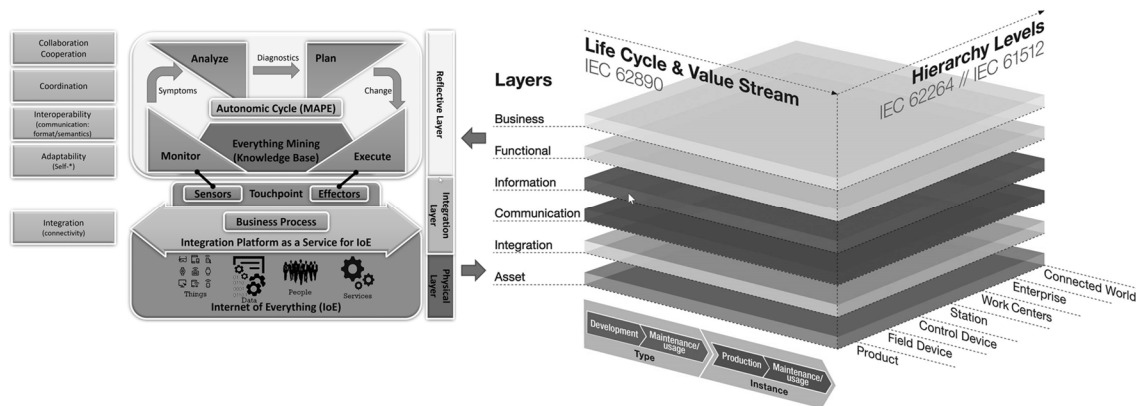 Collaboration
Cooperation
Coordination
Interoperability
(communication:
format/semantics)
Adaptability
(Self-*)
Integration
(connectivity)
Analyze
Diagnostics
Plan
Symptoms
Change
Autonomic Cycle (MAPE)
Everything Mining
(Knowledge Base)
Monitor
Execute
Sensors
Touchpoint
Effectors
Business Process
Integration Platform as a Service for IoE
Things
Data
People
Services
Internet of Everything (IoE)
Reflective Layer
Integration
Layer
Physical
Layer
Layers
Business
Functional
Information
Communication
Integration
Asset
Life Cycle & Value Stream
IEC 62890
Hierarchy Levels
IEC 62264 // IEC 61512
Connected World
Enterprise
Work Centers
Station
Control Device
Field Device
Product
Development
Maintenance/
usage
Type
Production
Maintenance/
usage
Instance